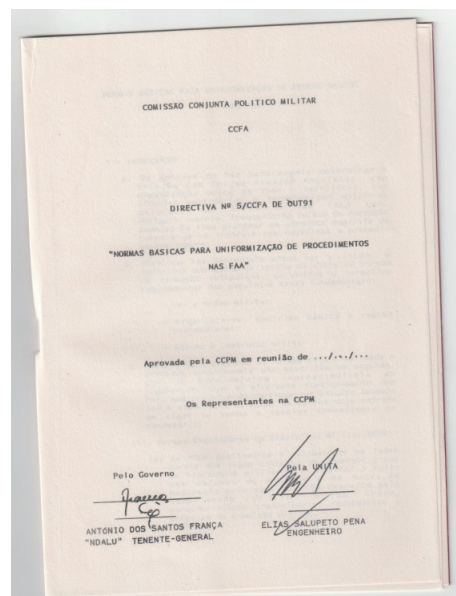 COMISSÃO CONJUNTA POLITICO MILITAR
CCFA
DIRECTIVA Nº 5/CCFA DE OUT91
"NORMAS BÁSICAS PARA UNIFORMIZAÇÃO DE PROCEDIMENTOS
NAS FAA"
Aprovada pela CCPM em reunião de .../.../...
Os Representantes na CCPM
Pelo Governo
Pela UNITA
ANTÓNIO DOS SANTOS FRANÇA
"NDALU" TENENTE-GENERAL
ELIAS SALUPETO PENA
ENGENHEIRO